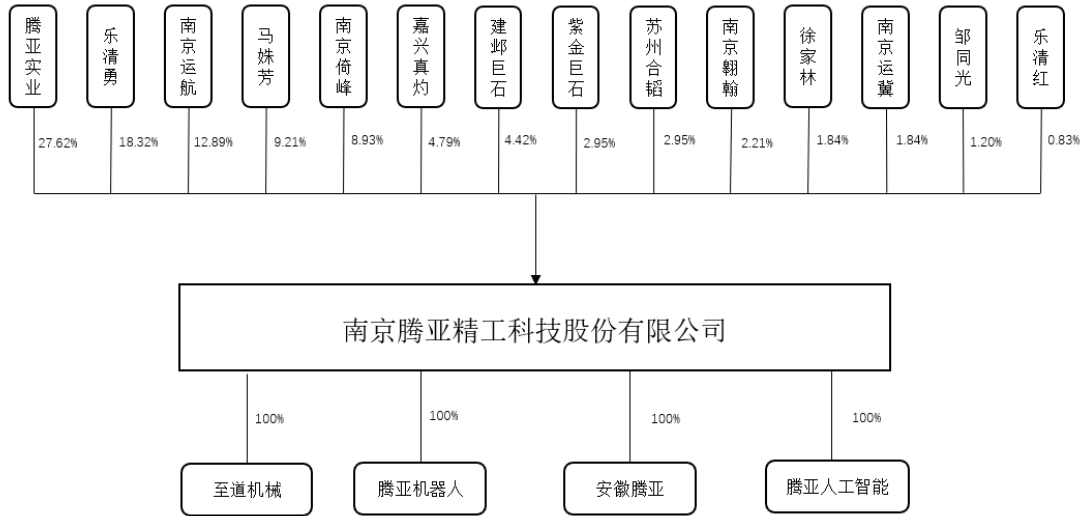 腾亚实业
乐清勇
南京运航
马姝芳
南京倚峰
嘉兴真灼
建邺巨石
紫金巨石
苏州合韬
南京翱翰
徐家林
南京运冀
邹同光
乐清红
27.62%
18.32%
12.89%
9.21%
8.93%
4.79%
4.42%
2.95%
2.95%
2.21%
1.84%
1.84%
1.20%
0.83%
南京腾亚精工科技股份有限公司
100%
100%
100%
100%
至道机械
腾亚机器人
安徽腾亚
腾亚人工智能